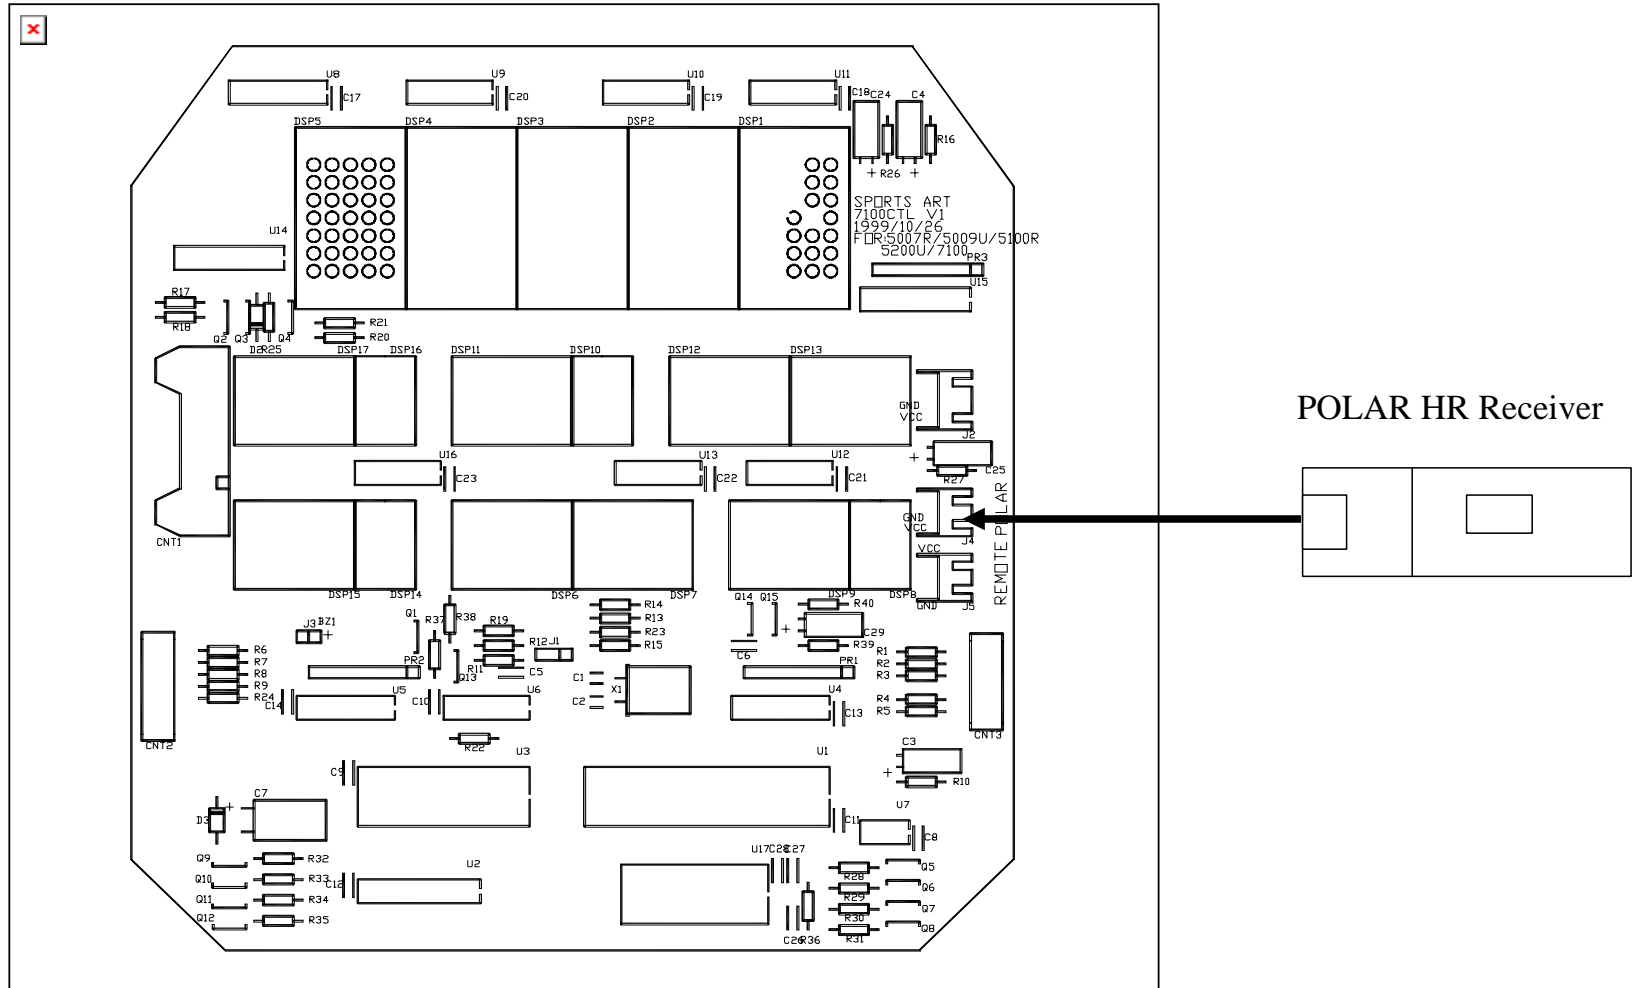 U8
U9
U10
U11
C17
C20
C19
C18
C24
C4
DSP5
DSP4
DSP3
DSP2
DSP1
R16
+
+
R26
SPORTS ART
7100CTL V1
1999/10/26
FOR:5007R/5009U/5100R
5200U/7100
U14
PR3
U15
R17
R18
Q2
Q3
Q4
R21
R20
D2
R25
DSP17
DSP16
DSP11
DSP10
DSP12
DSP13
GND
VCC
J2
POLAR HR Receiver
+
C25
R27
U16
C23
U13
C22
U12
C21
REMOTE POLAR
GND
VCC
J4
CNT1
VCC
GND
J5
DSP15
DSP14
DSP6
DSP7
DSP9
DSP8
J3
BZ1
+
Q1
R37
R38
R19
R12
J1
R11
Q13
C5
R14
R13
R23
R15
Q14
Q15
+
R40
C29
R39
C6
R6
R7
R8
R9
R24
PR2
C1
C2
X1
PR1
R1
R2
R3
R4
R5
C14
U5
C10
U6
U4
C13
CNT2
CNT3
R22
C9
U3
U1
C3
+
R10
C7
+
D3
C11
U7
C8
Q9
R32
Q10
R33
Q11
R34
Q12
R35
C12
U2
U17
C28
C27
C26
R36
R28
R29
R30
R31
Q5
Q6
Q7
Q8